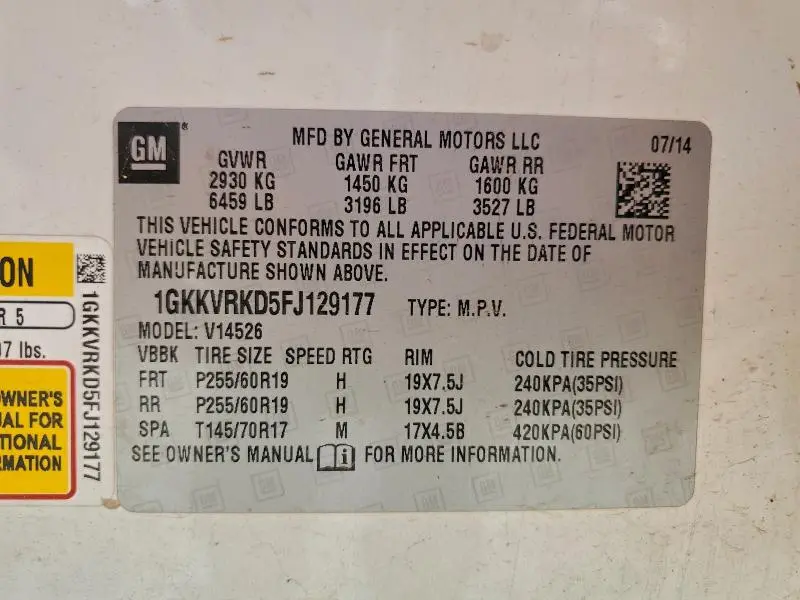 GM
MFD BY GENERAL MOTORS LLC 07/14
GVWR GAWR FRT GAWR RR
2930 KG 1450 KG 1600 KG
6459 LB 3196 LB 3527 LB
THIS VEHICLE CONFORMS TO ALL APPLICABLE U.S. FEDERAL MOTOR
VEHICLE SAFETY STANDARDS IN EFFECT ON THE DATE OF
MANUFACTURE SHOWN ABOVE.
1GKKVRKD5FJ129177 TYPE: M.P.V.
MODEL: V14526
VBBK TIRE SIZE SPEED RTG RIM COLD TIRE PRESSURE
FRT P255/60R19 H 19X7.5J 240KPA(35PSI)
RR P255/60R19 H 19X7.5J 240KPA(35PSI)
SPA T145/70R17 M 17X4.5B 420KPA(60PSI)
SEE OWNER'S MANUAL i FOR MORE INFORMATION.
ON
R 5
7 lbs.
OWNER'S
UAL FOR
TIONAL
RMATION
1GKKVRKD5FJ129177